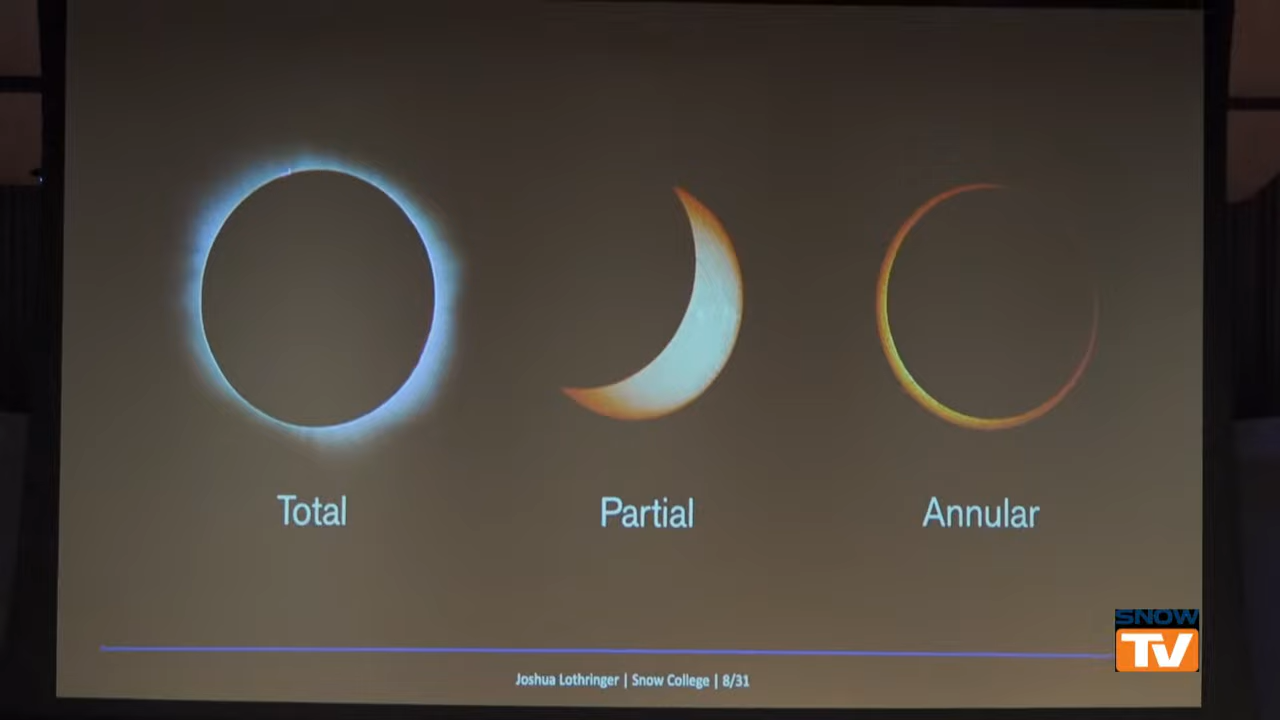 Total
Partial
Annular
Joshua Lothringer | Snow College | 8/31
SNOW
TV